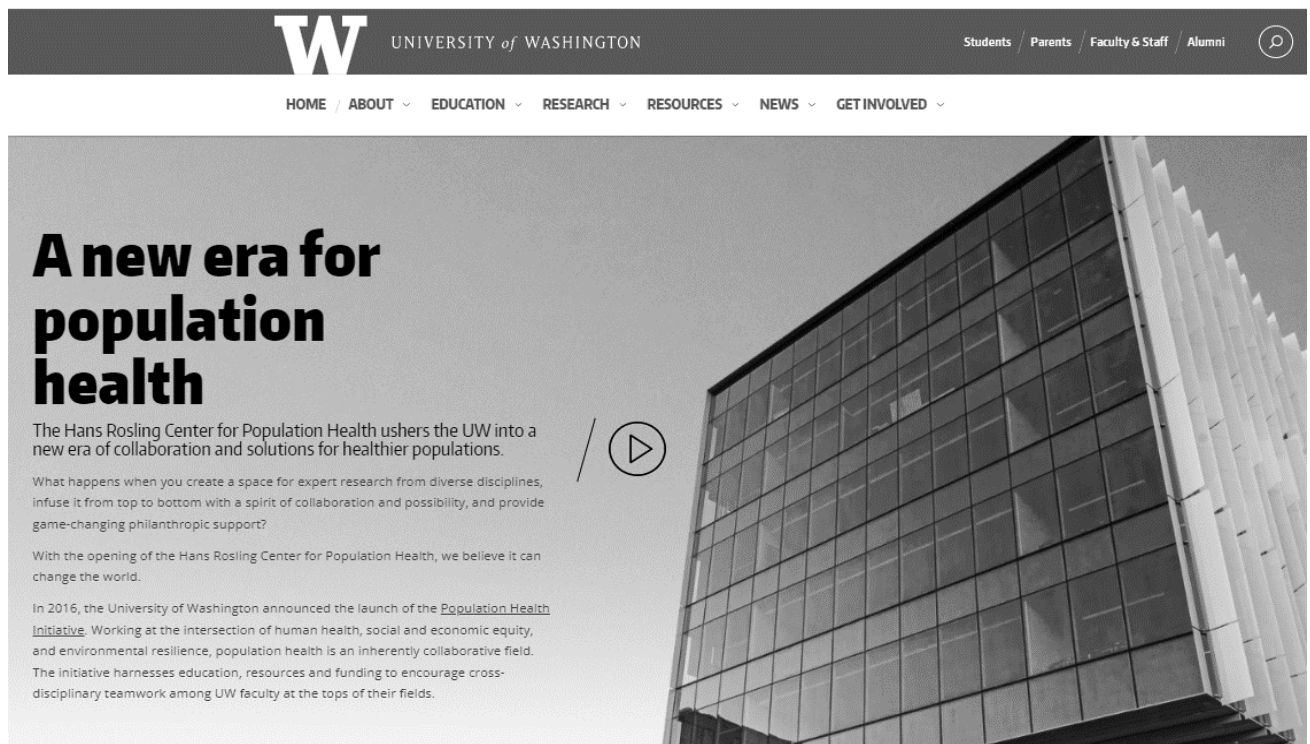 W
UNIVERSITY of WASHINGTON
Students / Parents / Faculty & Staff / Alumni
HOME / ABOUT EDUCATION RESEARCH RESOURCES NEWS GET INVOLVED
A new era for
population
health
The Hans Rosling Center for Population Health ushers the UW into a
new era of collaboration and solutions for healthier populations.
What happens when you create a space for expert research from diverse disciplines,
infuse it from top to bottom with a spirit of collaboration and possibility, and provide
game-changing philanthropic support?
With the opening of the Hans Rosling Center for Population Health, we believe it can
change the world.
In 2016, the University of Washington announced the launch of the Population Health
Initiative. Working at the intersection of human health, social and economic equity,
and environmental resilience, population health is an inherently collaborative field.
The initiative harnesses education, resources and funding to encourage cross-
disciplinary teamwork among UW faculty at the tops of their fields.